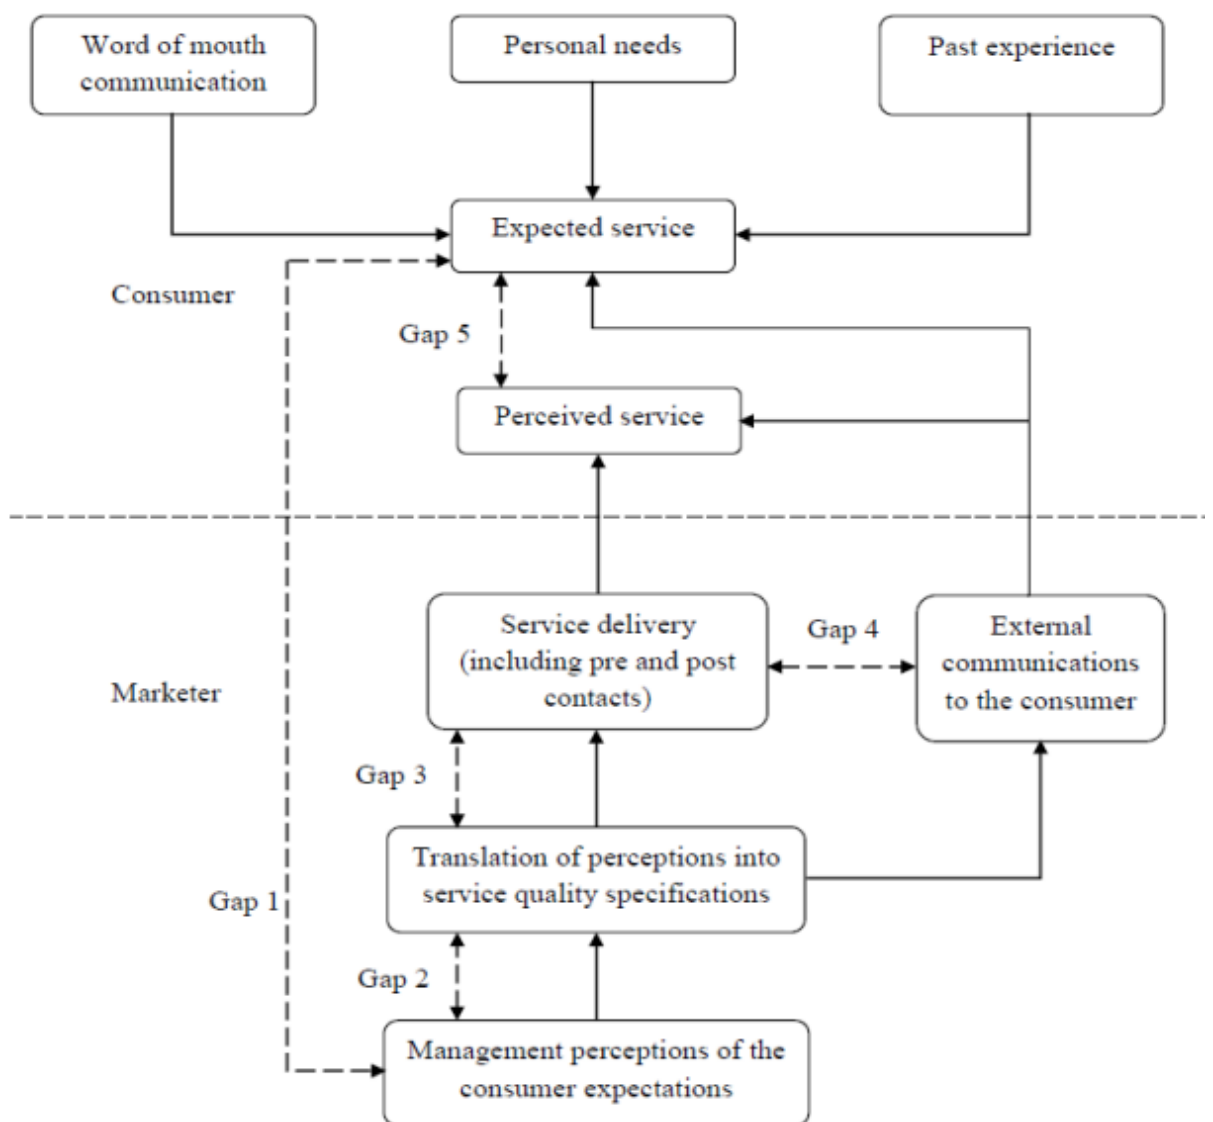 Word of mouth
communication
Personal needs
Past experience
Expected service
Consumer
Gap 5
Perceived service
Service delivery
(including pre and post
contacts)
Gap 4
External
communications
to the consumer
Marketer
Gap 3
Translation of perceptions into
service quality specifications
Gap 1
Gap 2
Management perceptions of the
consumer expectations